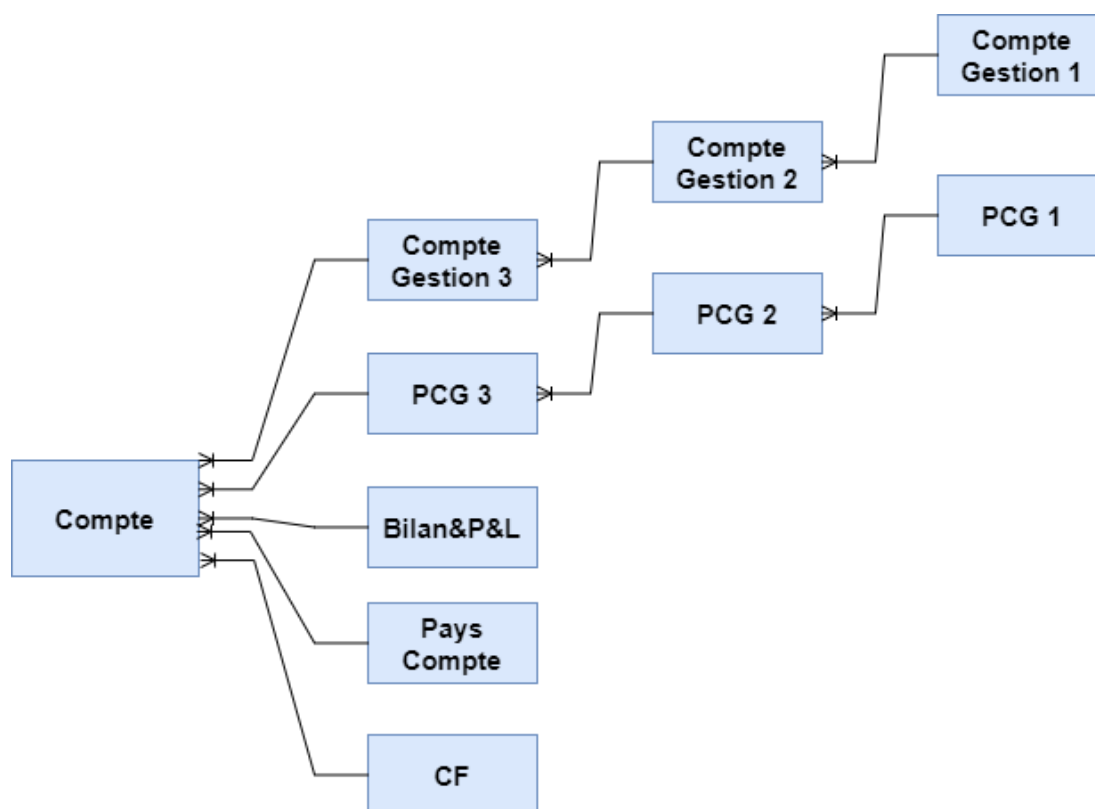 Compte
Gestion 1
Compte
Gestion 2
PCG 1
Compte
Gestion 3
PCG 2
PCG 3
Compte
Bilan&P&L
Pays
Compte
CF